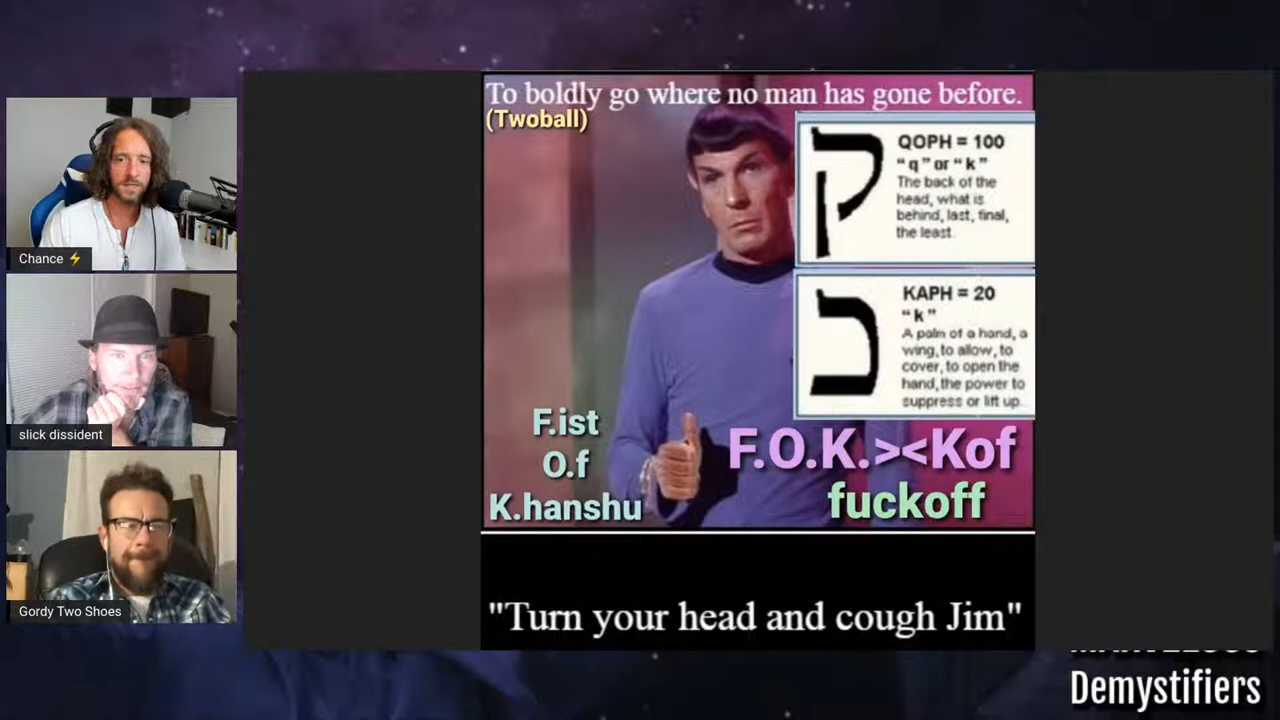 To boldly go where no man has gone before.
(Twoball)
ק
QOPH = 100
"q" or "k"
The back of the
head, what is
behind, last, final,
the least.
כ
KAPH = 20
"k"
A palm of a hand, a
wing, to allow, to
cover, to open the
hand, the power to
suppress or lift up
F.ist
O.f
K.hanshu
F.O.K.><Kof
fuckoff
"Turn your head and cough Jim"
Chance ⚡
slick dissident
Gordy Two Shoes
Demystifiers